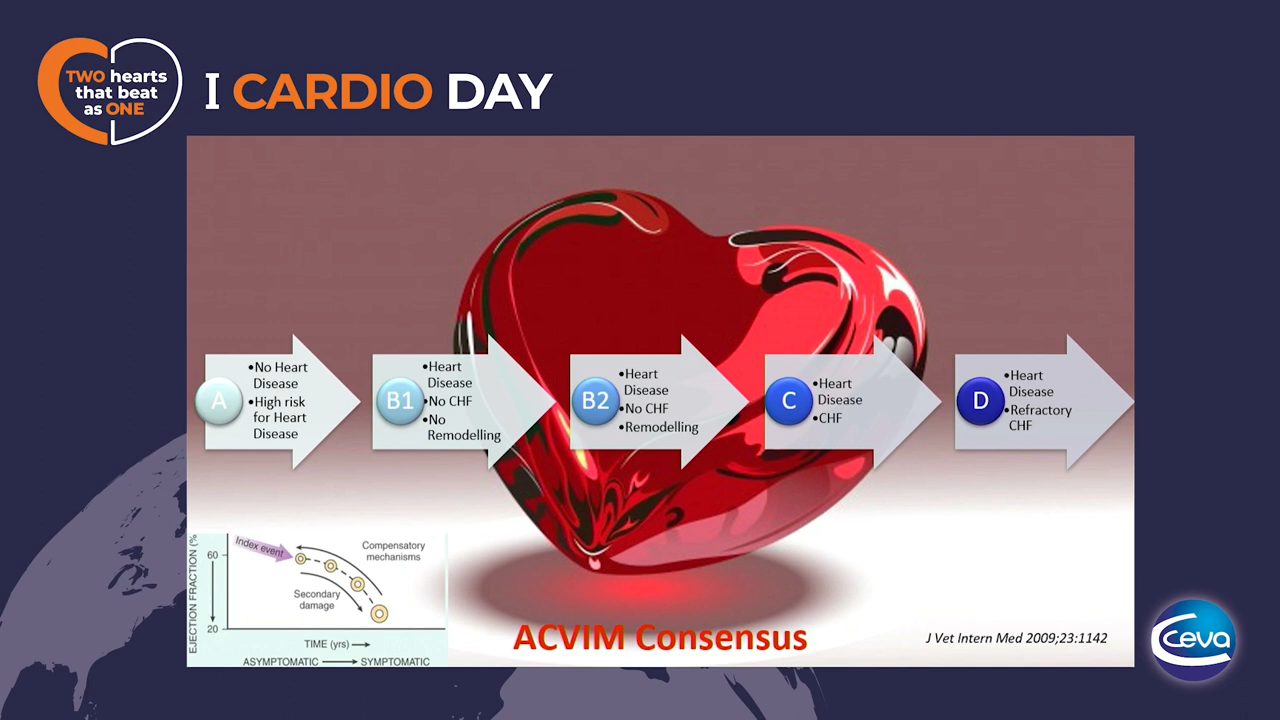 TWO hearts
that beat
as ONE
I CARDIO DAY
A
•No Heart
Disease
•High risk
for Heart
Disease
B1
•Heart
Disease
•No CHF
•No
Remodelling
B2
•Heart
Disease
•No CHF
•Remodelling
C
•Heart
Disease
•CHF
D
•Heart
Disease
•Refractory
CHF
EJECTION FRACTION (%
60
20
Index event
Compensatory
mechanisms
Secondary
damage
TIME (yrs)
ASYMPTOMATIC → SYMPTOMATIC
ACVIM Consensus
J Vet Intern Med 2009;23:1142
Ceva